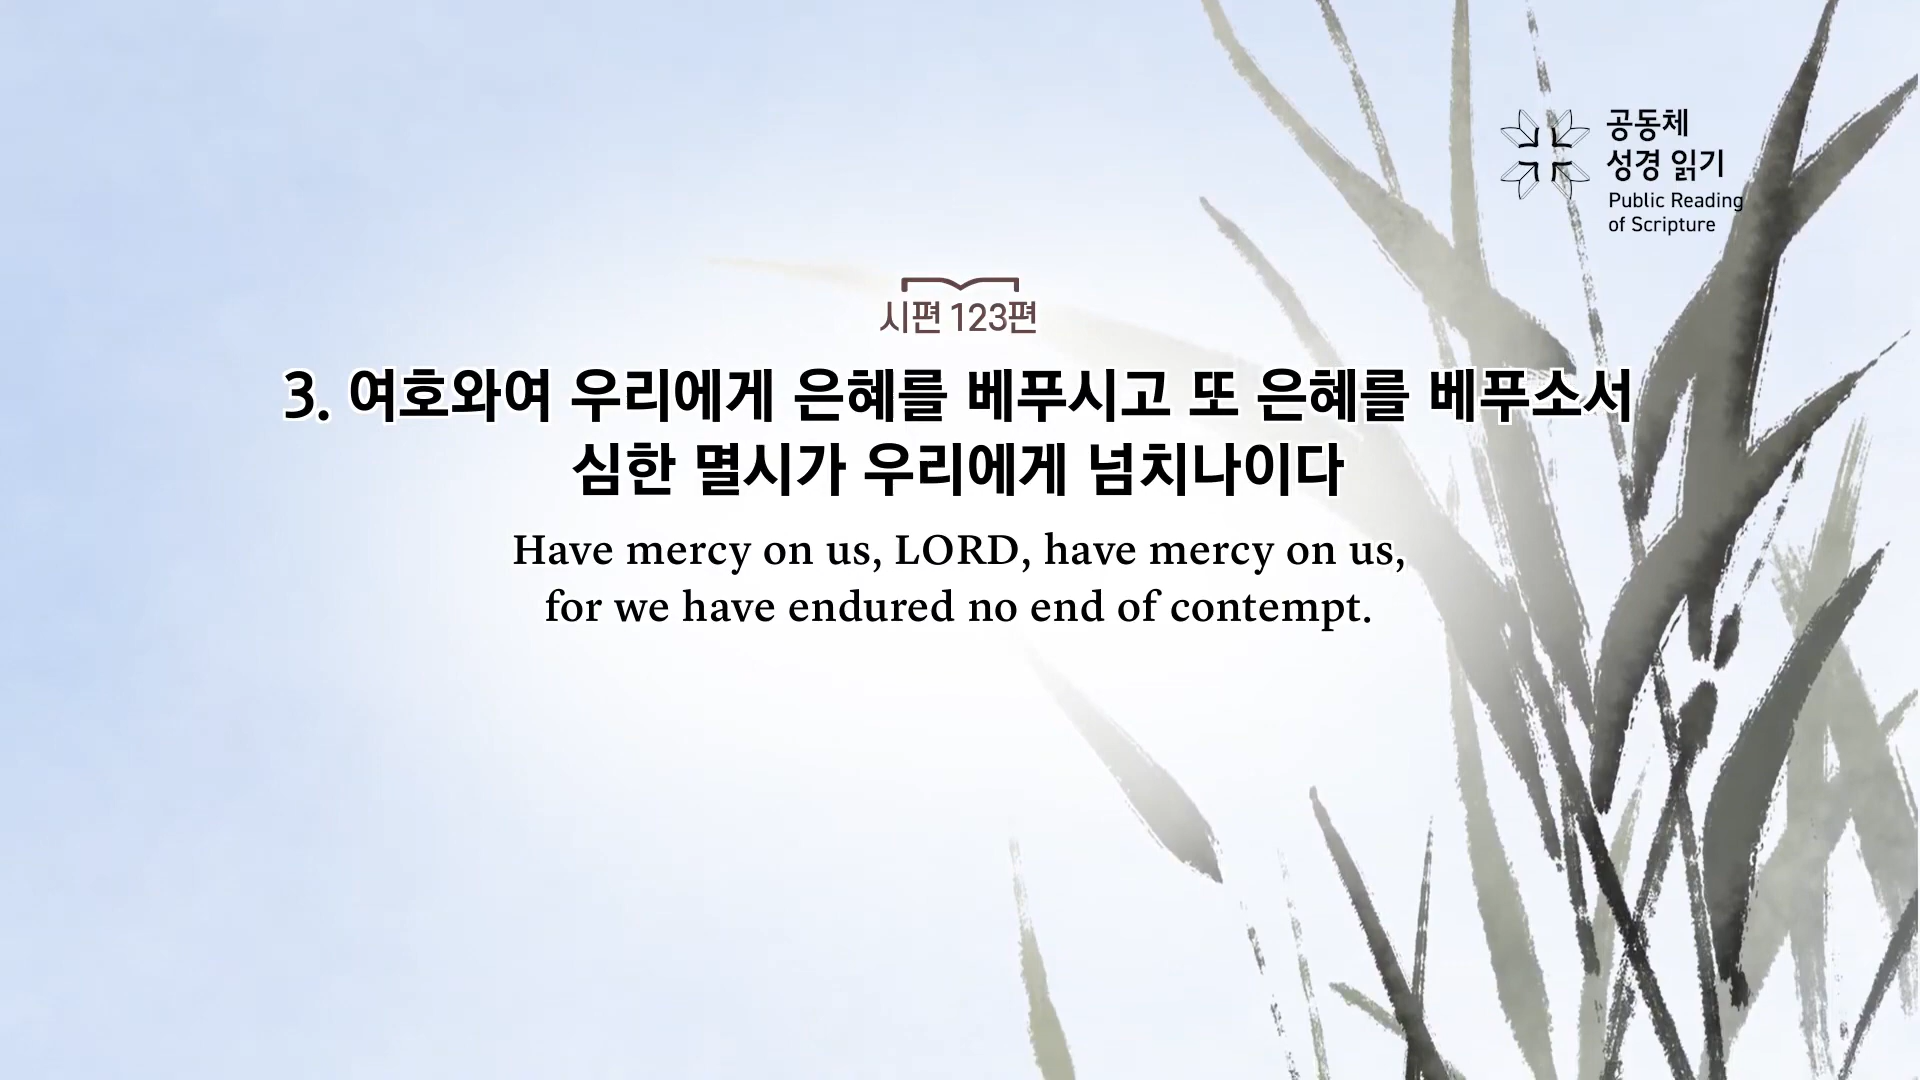 공동체
성경 읽기
Public Reading
of Scripture
시편 123편
3. 여호와여 우리에게 은혜를 베푸시고 또 은혜를 베푸소서
심한 멸시가 우리에게 넘치나이다
Have mercy on us, LORD, have mercy on us,
for we have endured no end of contempt.